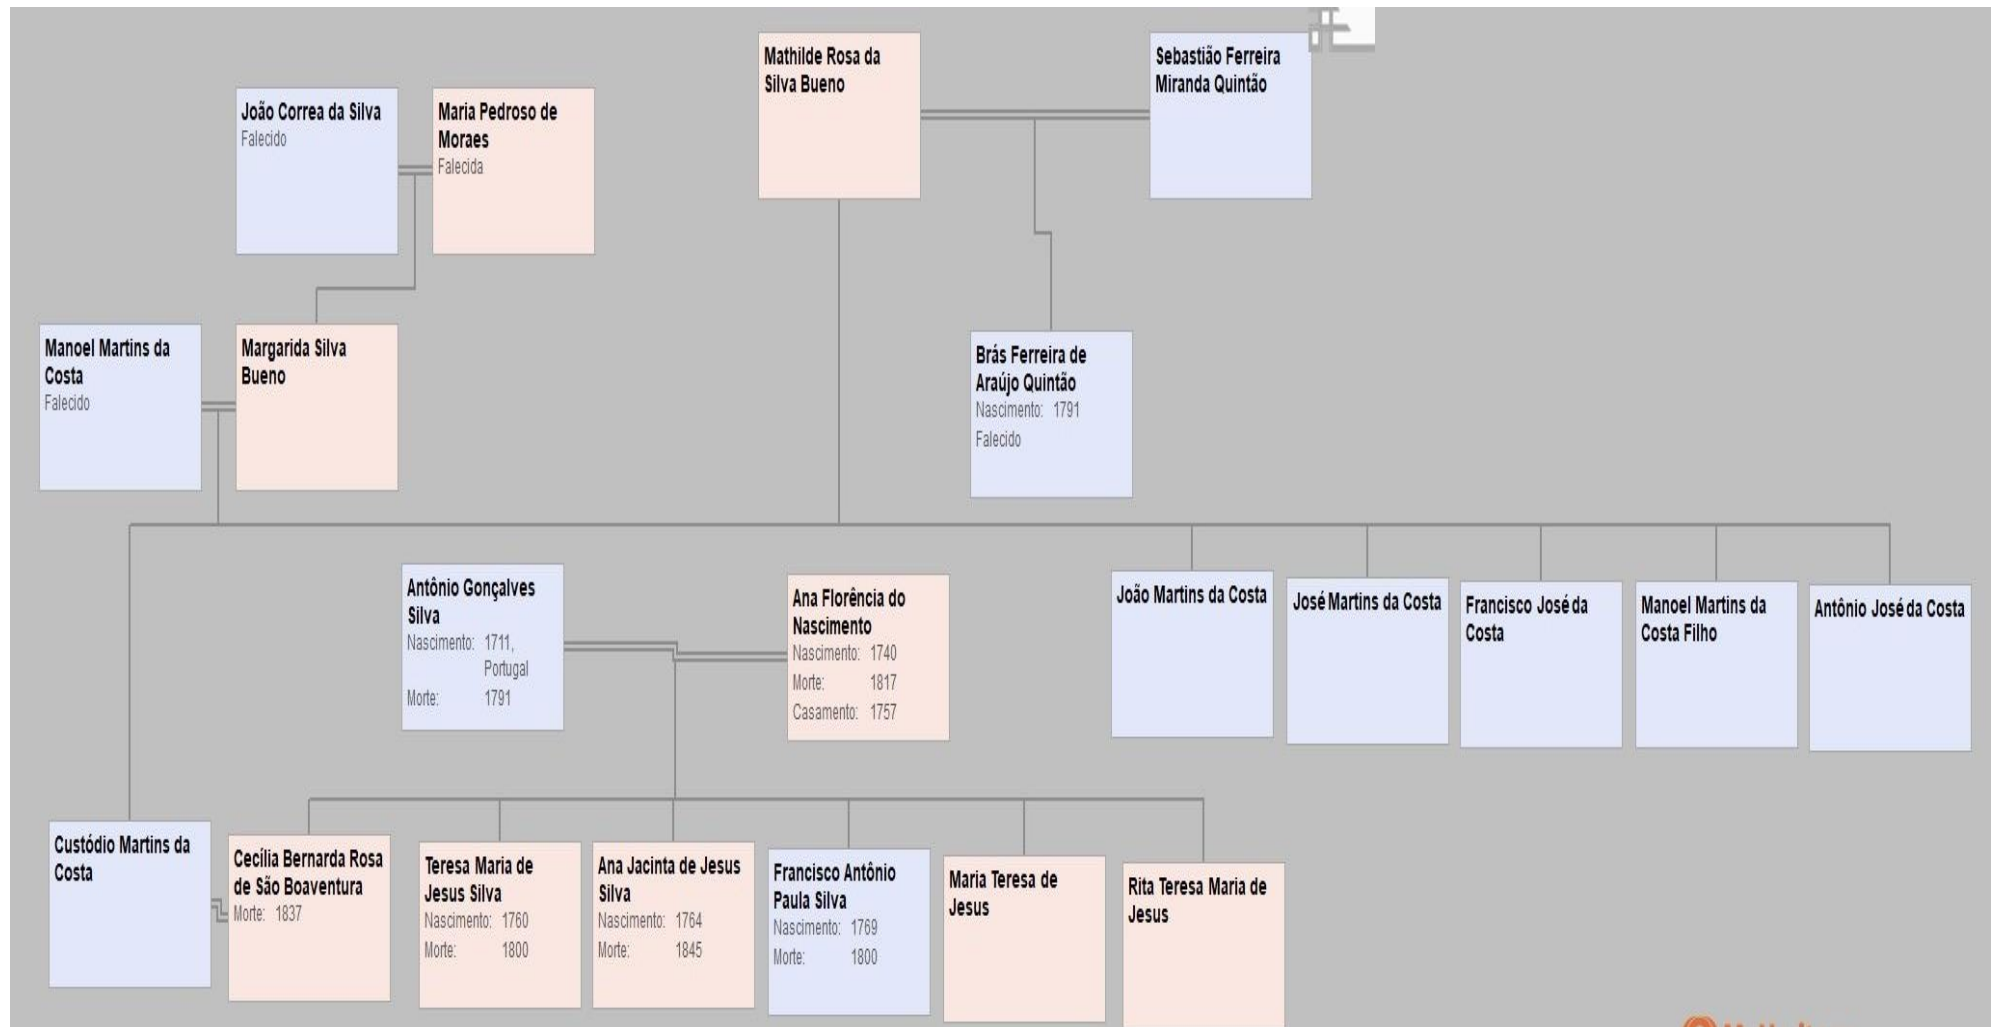 Mathilde Rosa da
Silva Bueno
Sebastião Ferreira
Miranda Quintão
João Correa da Silva
Falecido
Maria Pedroso de
Moraes
Falecida
Manoel Martins da
Costa
Falecido
Margarida Silva
Bueno
Brás Ferreira de
Araújo Quintão
Nascimento: 1791
Falecido
Antônio Gonçalves
Silva
Nascimento: 1711,
Portugal
Morte: 1791
Ana Florência do
Nascimento
Nascimento: 1740
Morte: 1817
Casamento: 1757
João Martins da Costa
José Martins da Costa
Francisco José da
Costa
Manoel Martins da
Costa Filho
Antônio José da Costa
Custódio Martins da
Costa
Cecília Bernarda Rosa
de São Boaventura
Morte: 1837
Teresa Maria de
Jesus Silva
Nascimento: 1760
Morte: 1800
Ana Jacinta de Jesus
Silva
Nascimento: 1764
Morte: 1845
Francisco Antônio
Paula Silva
Nascimento: 1769
Morte: 1800
Maria Teresa de
Jesus
Rita Teresa Maria de
Jesus